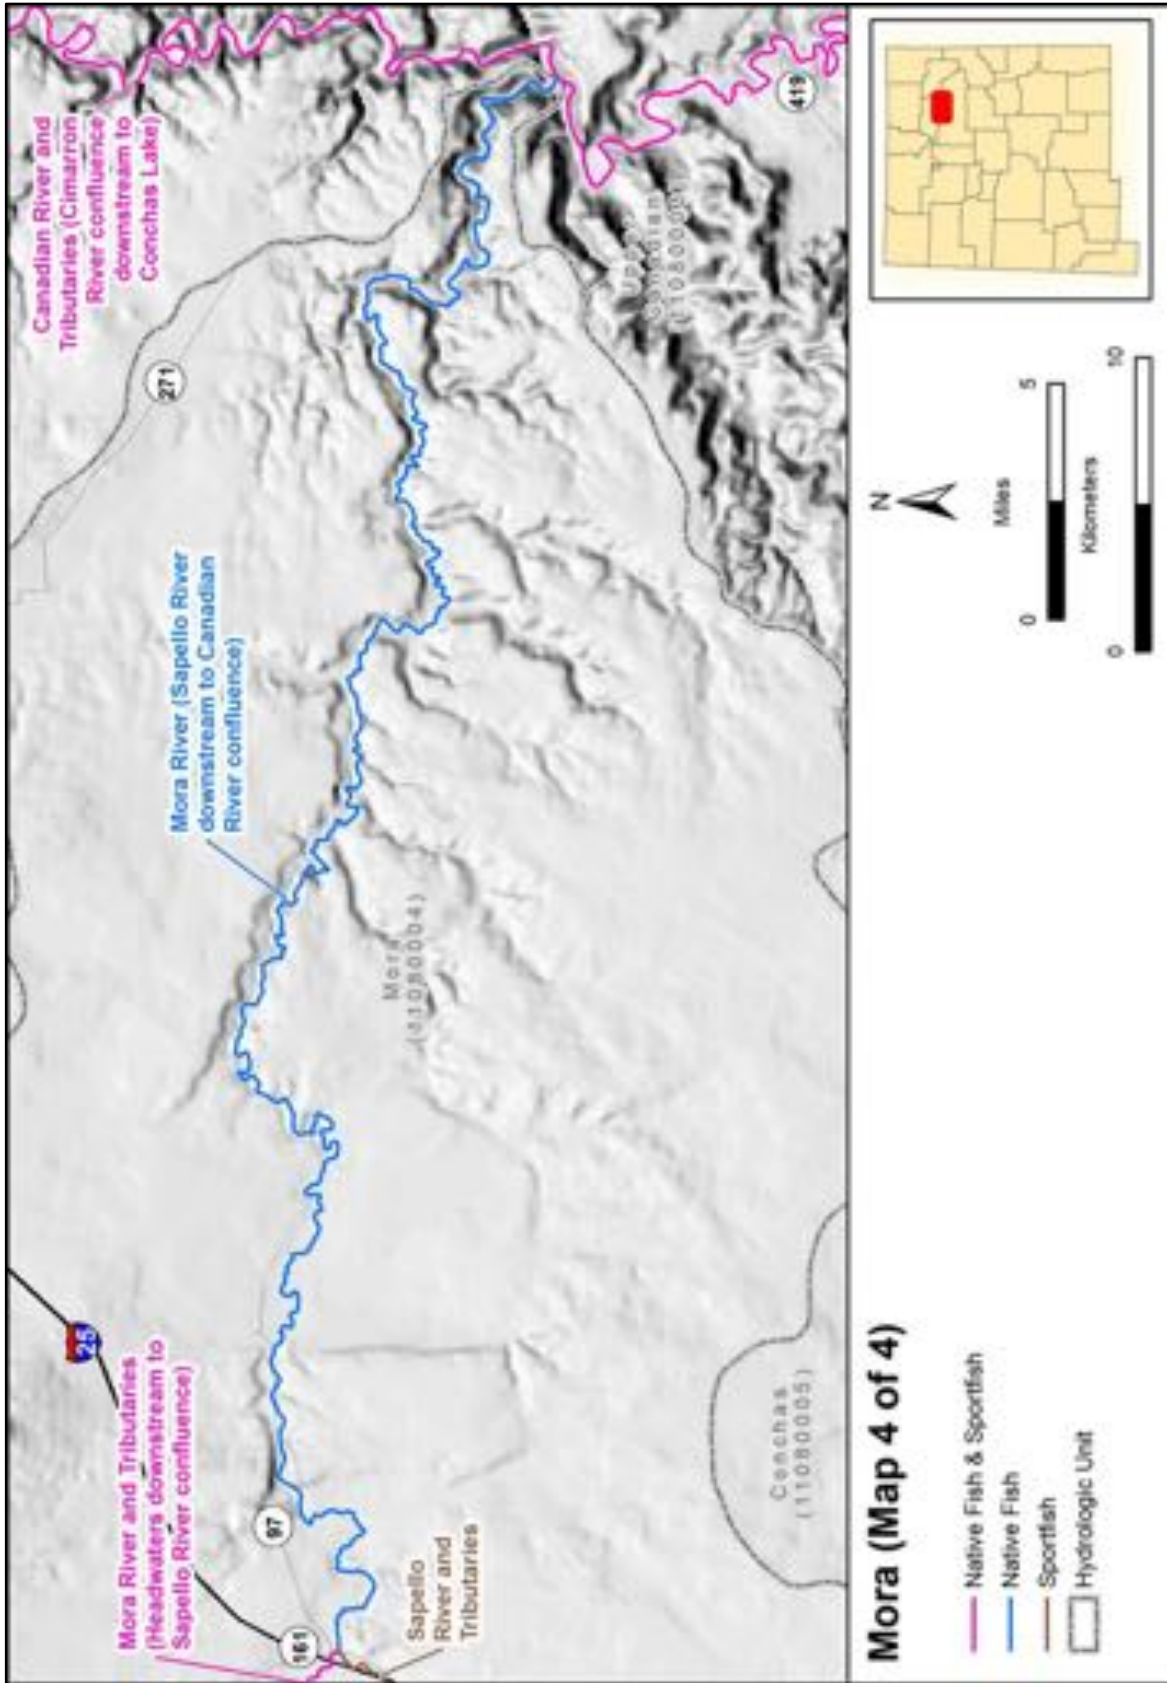 Canadian River and
Tributaries (Cimarron
River confluence
downstream to
Conchas Lake)
271
419
Mora River (Sapello River
downstream to Canadian
River confluence)
Upper
Canadian
Mora
(11080004)
25
Mora River and Tributaries
(Headwaters downstream to
Sapello River confluence)
97
161
Sapello
River and
Tributaries
Conchas
(11080005)
Mora (Map 4 of 4)
Native Fish & Sportfish
Native Fish
Sportfish
Hydrologic Unit
N
Miles
0
5
Kilometers
0
10